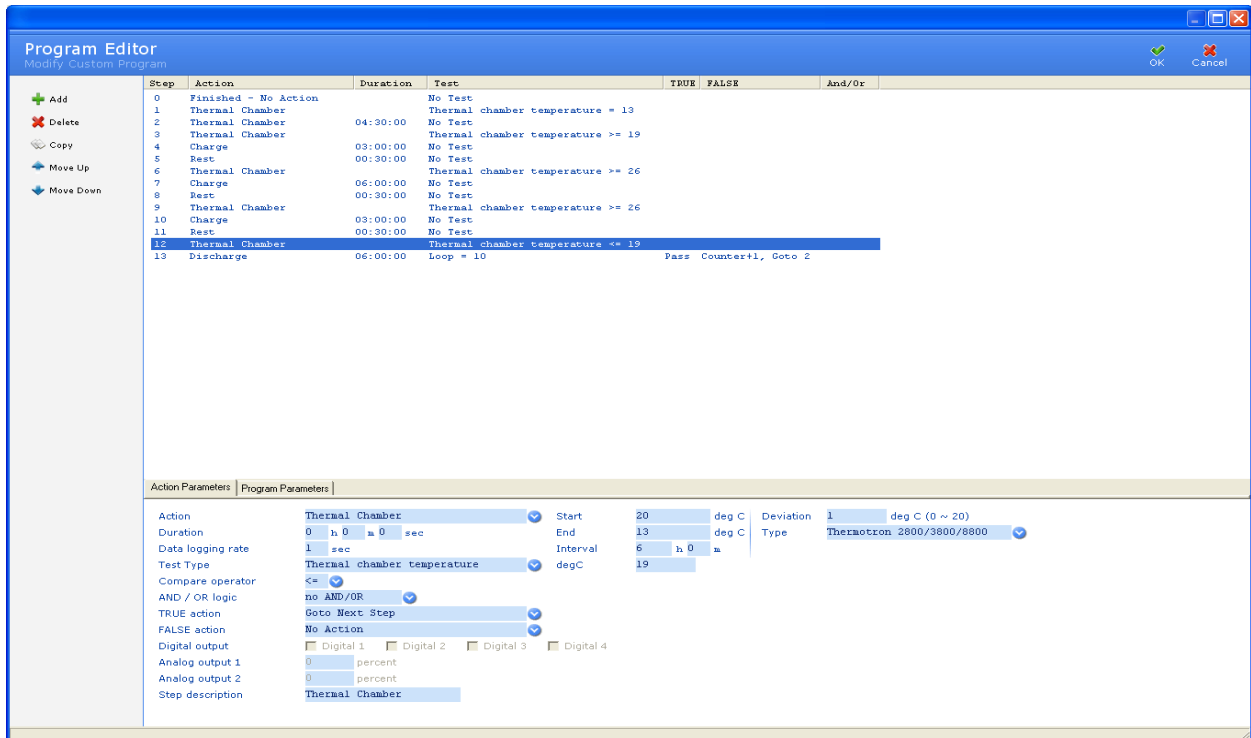 Program Editor
Modify Custom Program
OK Cancel
Add
Delete
Copy
Move Up
Move Down
Step Action Duration Test TRUE FALSE And/Or
0 Finished - No Action No Test
1 Thermal Chamber Thermal chamber temperature = 13
2 Thermal Chamber 04:30:00 No Test
3 Thermal Chamber Thermal chamber temperature >= 19
4 Charge 03:00:00 No Test
5 Rest 00:30:00 No Test
6 Thermal Chamber Thermal chamber temperature >= 26
7 Charge 06:00:00 No Test
8 Rest 00:30:00 No Test
9 Thermal Chamber Thermal chamber temperature >= 26
10 Charge 03:00:00 No Test
11 Rest 00:30:00 No Test
12 Thermal Chamber Thermal chamber temperature <= 19
13 Discharge 06:00:00 Loop = 10 Pass Counter+1, Goto 2
Action Parameters Program Parameters
Action Thermal Chamber Start 20 deg C Deviation 1 deg C (0 ~ 20)
Duration 0 h 0 m 0 sec End 13 deg C Type Thermotron 2800/3800/8800
Data logging rate 1 sec Interval 6 h 0 m
Test Type Thermal chamber temperature degC 19
Compare operator <=
AND / OR logic no AND/OR
TRUE action Goto Next Step
FALSE action No Action
Digital output Digital 1 Digital 2 Digital 3 Digital 4
Analog output 1 0 percent
Analog output 2 0 percent
Step description Thermal Chamber